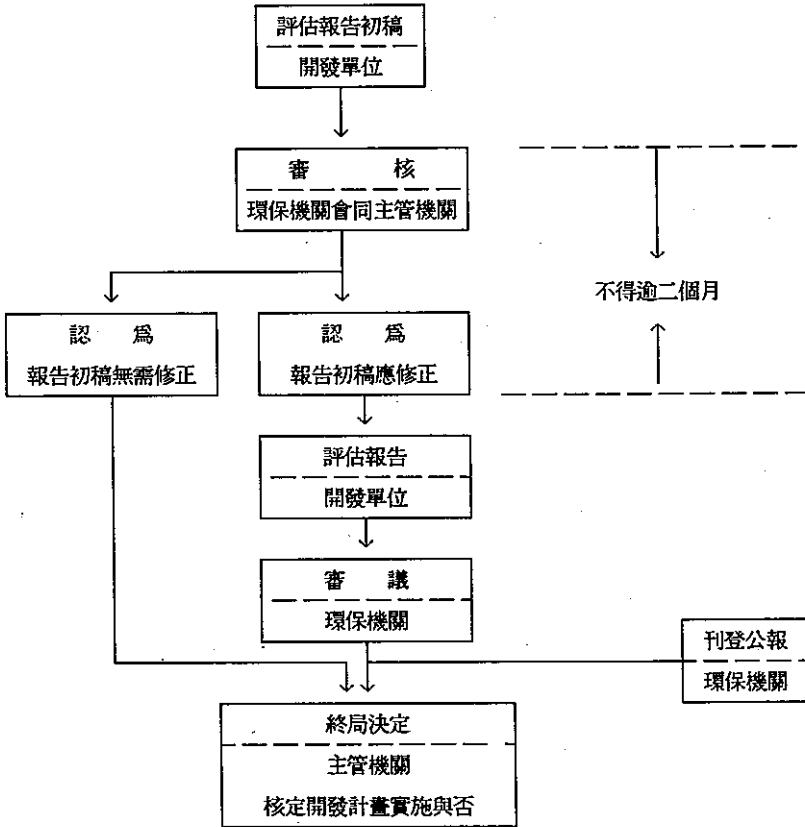 評估報告初稿
開發單位
審核
環保機關會同主管機關
不得逾二個月
認為
報告初稿無需修正
認為
報告初稿應修正
評估報告
開發單位
審議
環保機關
刊登公報
環保機關
終局決定
主管機關
核定開發計畫實施與否